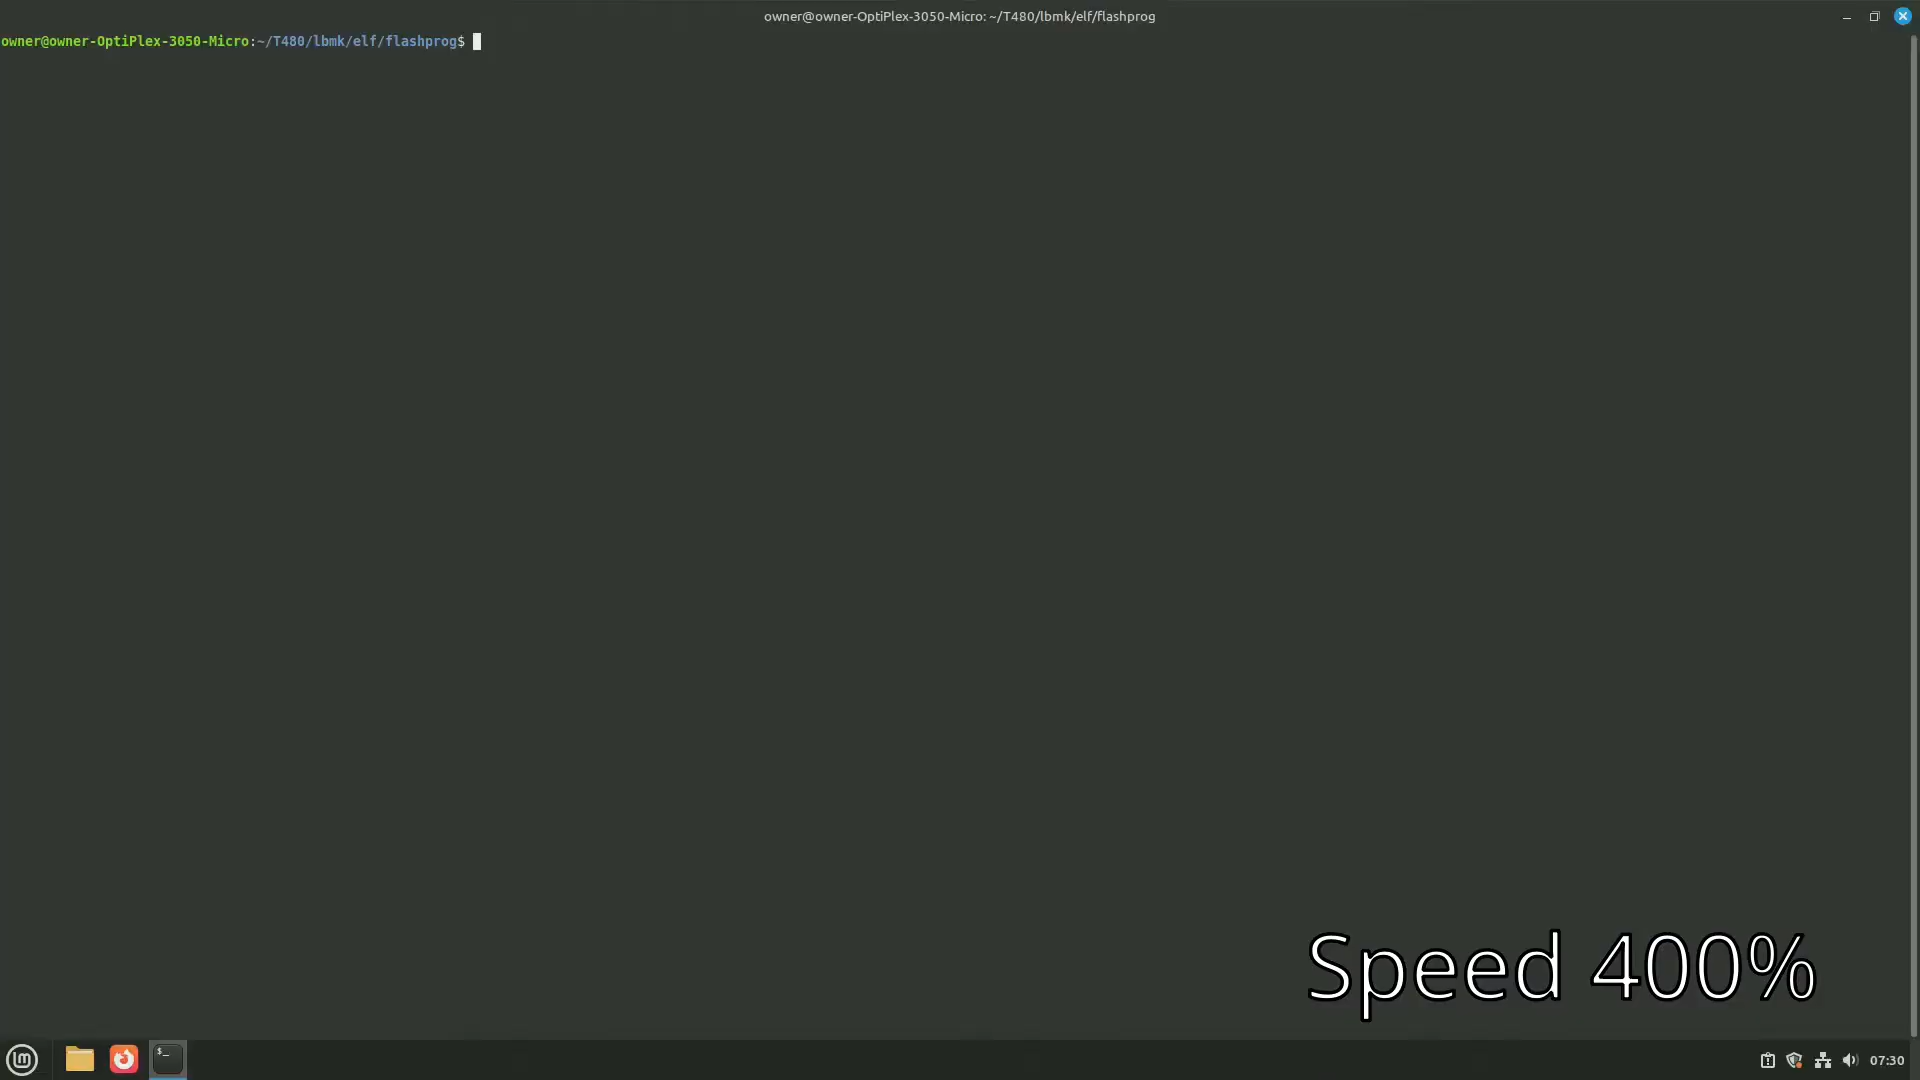 owner@owner-OptiPlex-3050-Micro: ~/T480/lbmk/elf/flashprog
owner@owner-OptiPlex-3050-Micro:~/T480/lbmk/elf/flashprog$
Speed 400%
$_
07:30